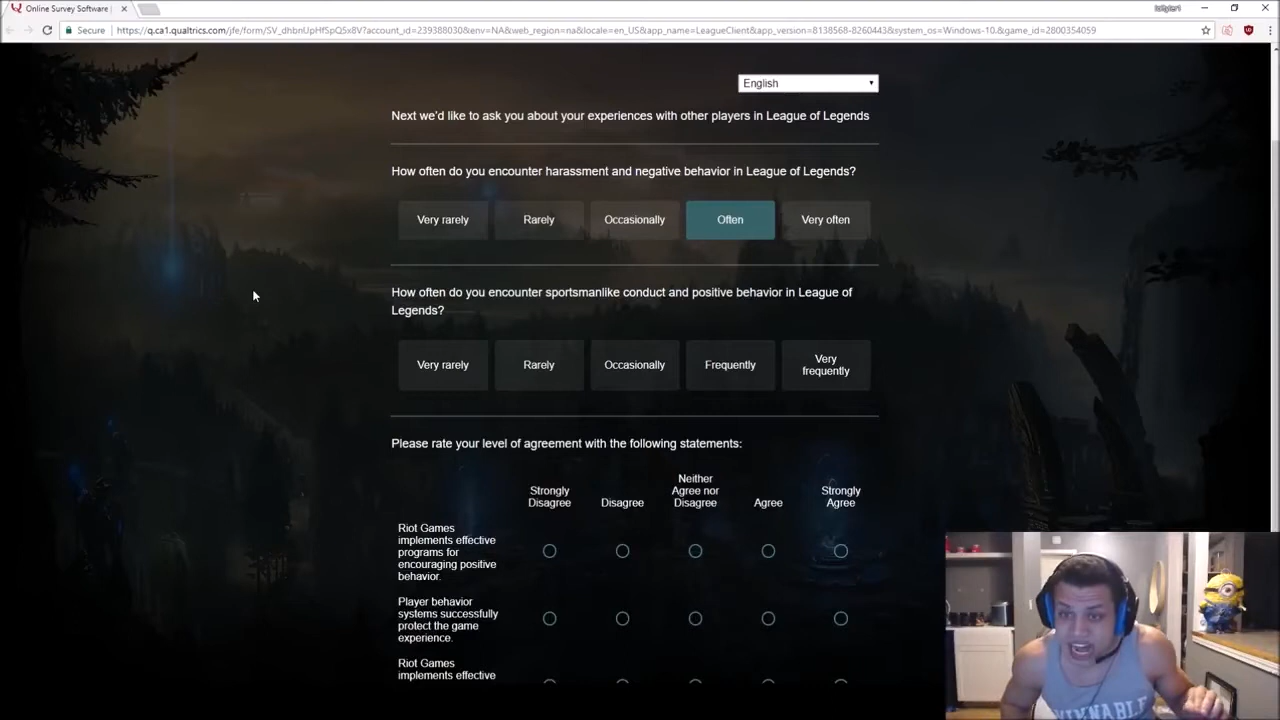 Online Survey Software |
loltyler1
Secure
https://q.ca1.qualtrics.com/jfe/form/SV_dhbnUpHfSpQ5x8V?account_id=239388030&env=NA&web_region=na&locale=en_US&app_name=LeagueClient&app_version=8138568-8260443&system_os=Windows-10.&game_id=2800354059
English
Next we'd like to ask you about your experiences with other players in League of Legends
How often do you encounter harassment and negative behavior in League of Legends?
Very rarely
Rarely
Occasionally
Often
Very often
How often do you encounter sportsmanlike conduct and positive behavior in League of
Legends?
Very rarely
Rarely
Occasionally
Frequently
Very
frequently
Please rate your level of agreement with the following statements:
Strongly
Disagree
Disagree
Neither
Agree nor
Disagree
Agree
Strongly
Agree
Riot Games
implements effective
programs for
encouraging positive
behavior.
Player behavior
systems successfully
protect the game
experience.
Riot Games
implements effective